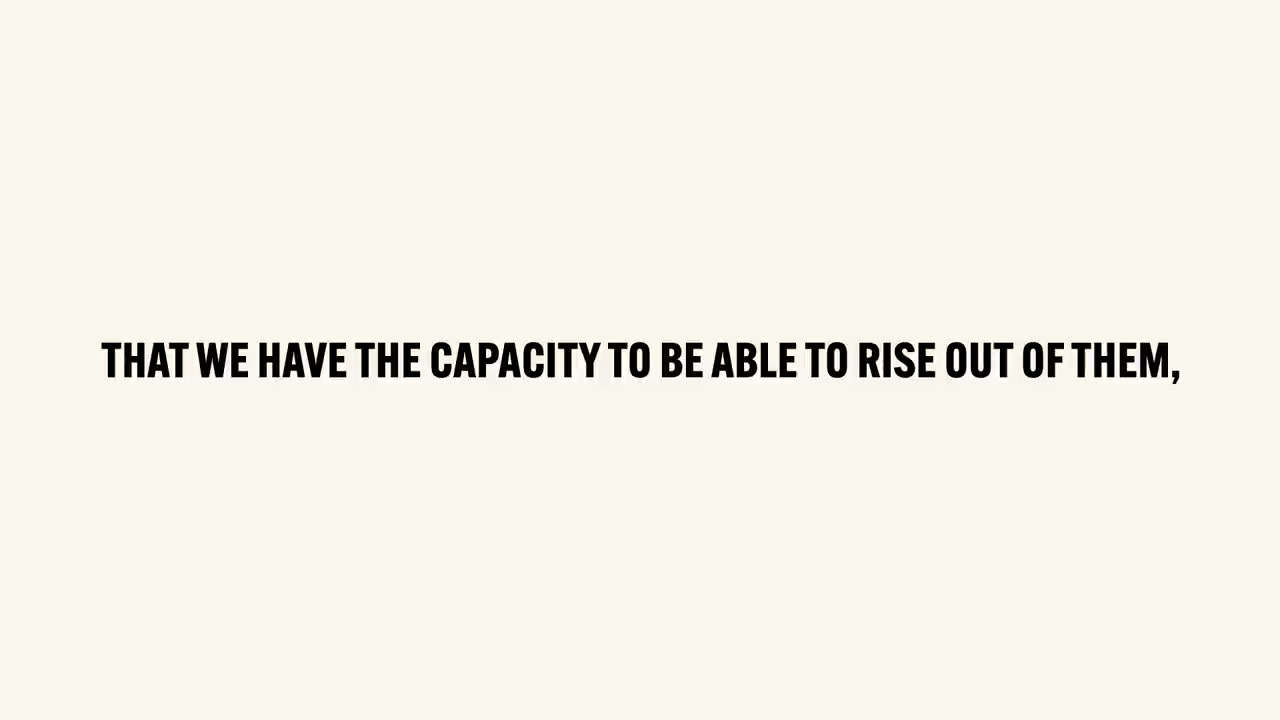 THAT WE HAVE THE CAPACITY TO BE ABLE TO RISE OUT OF THEM,